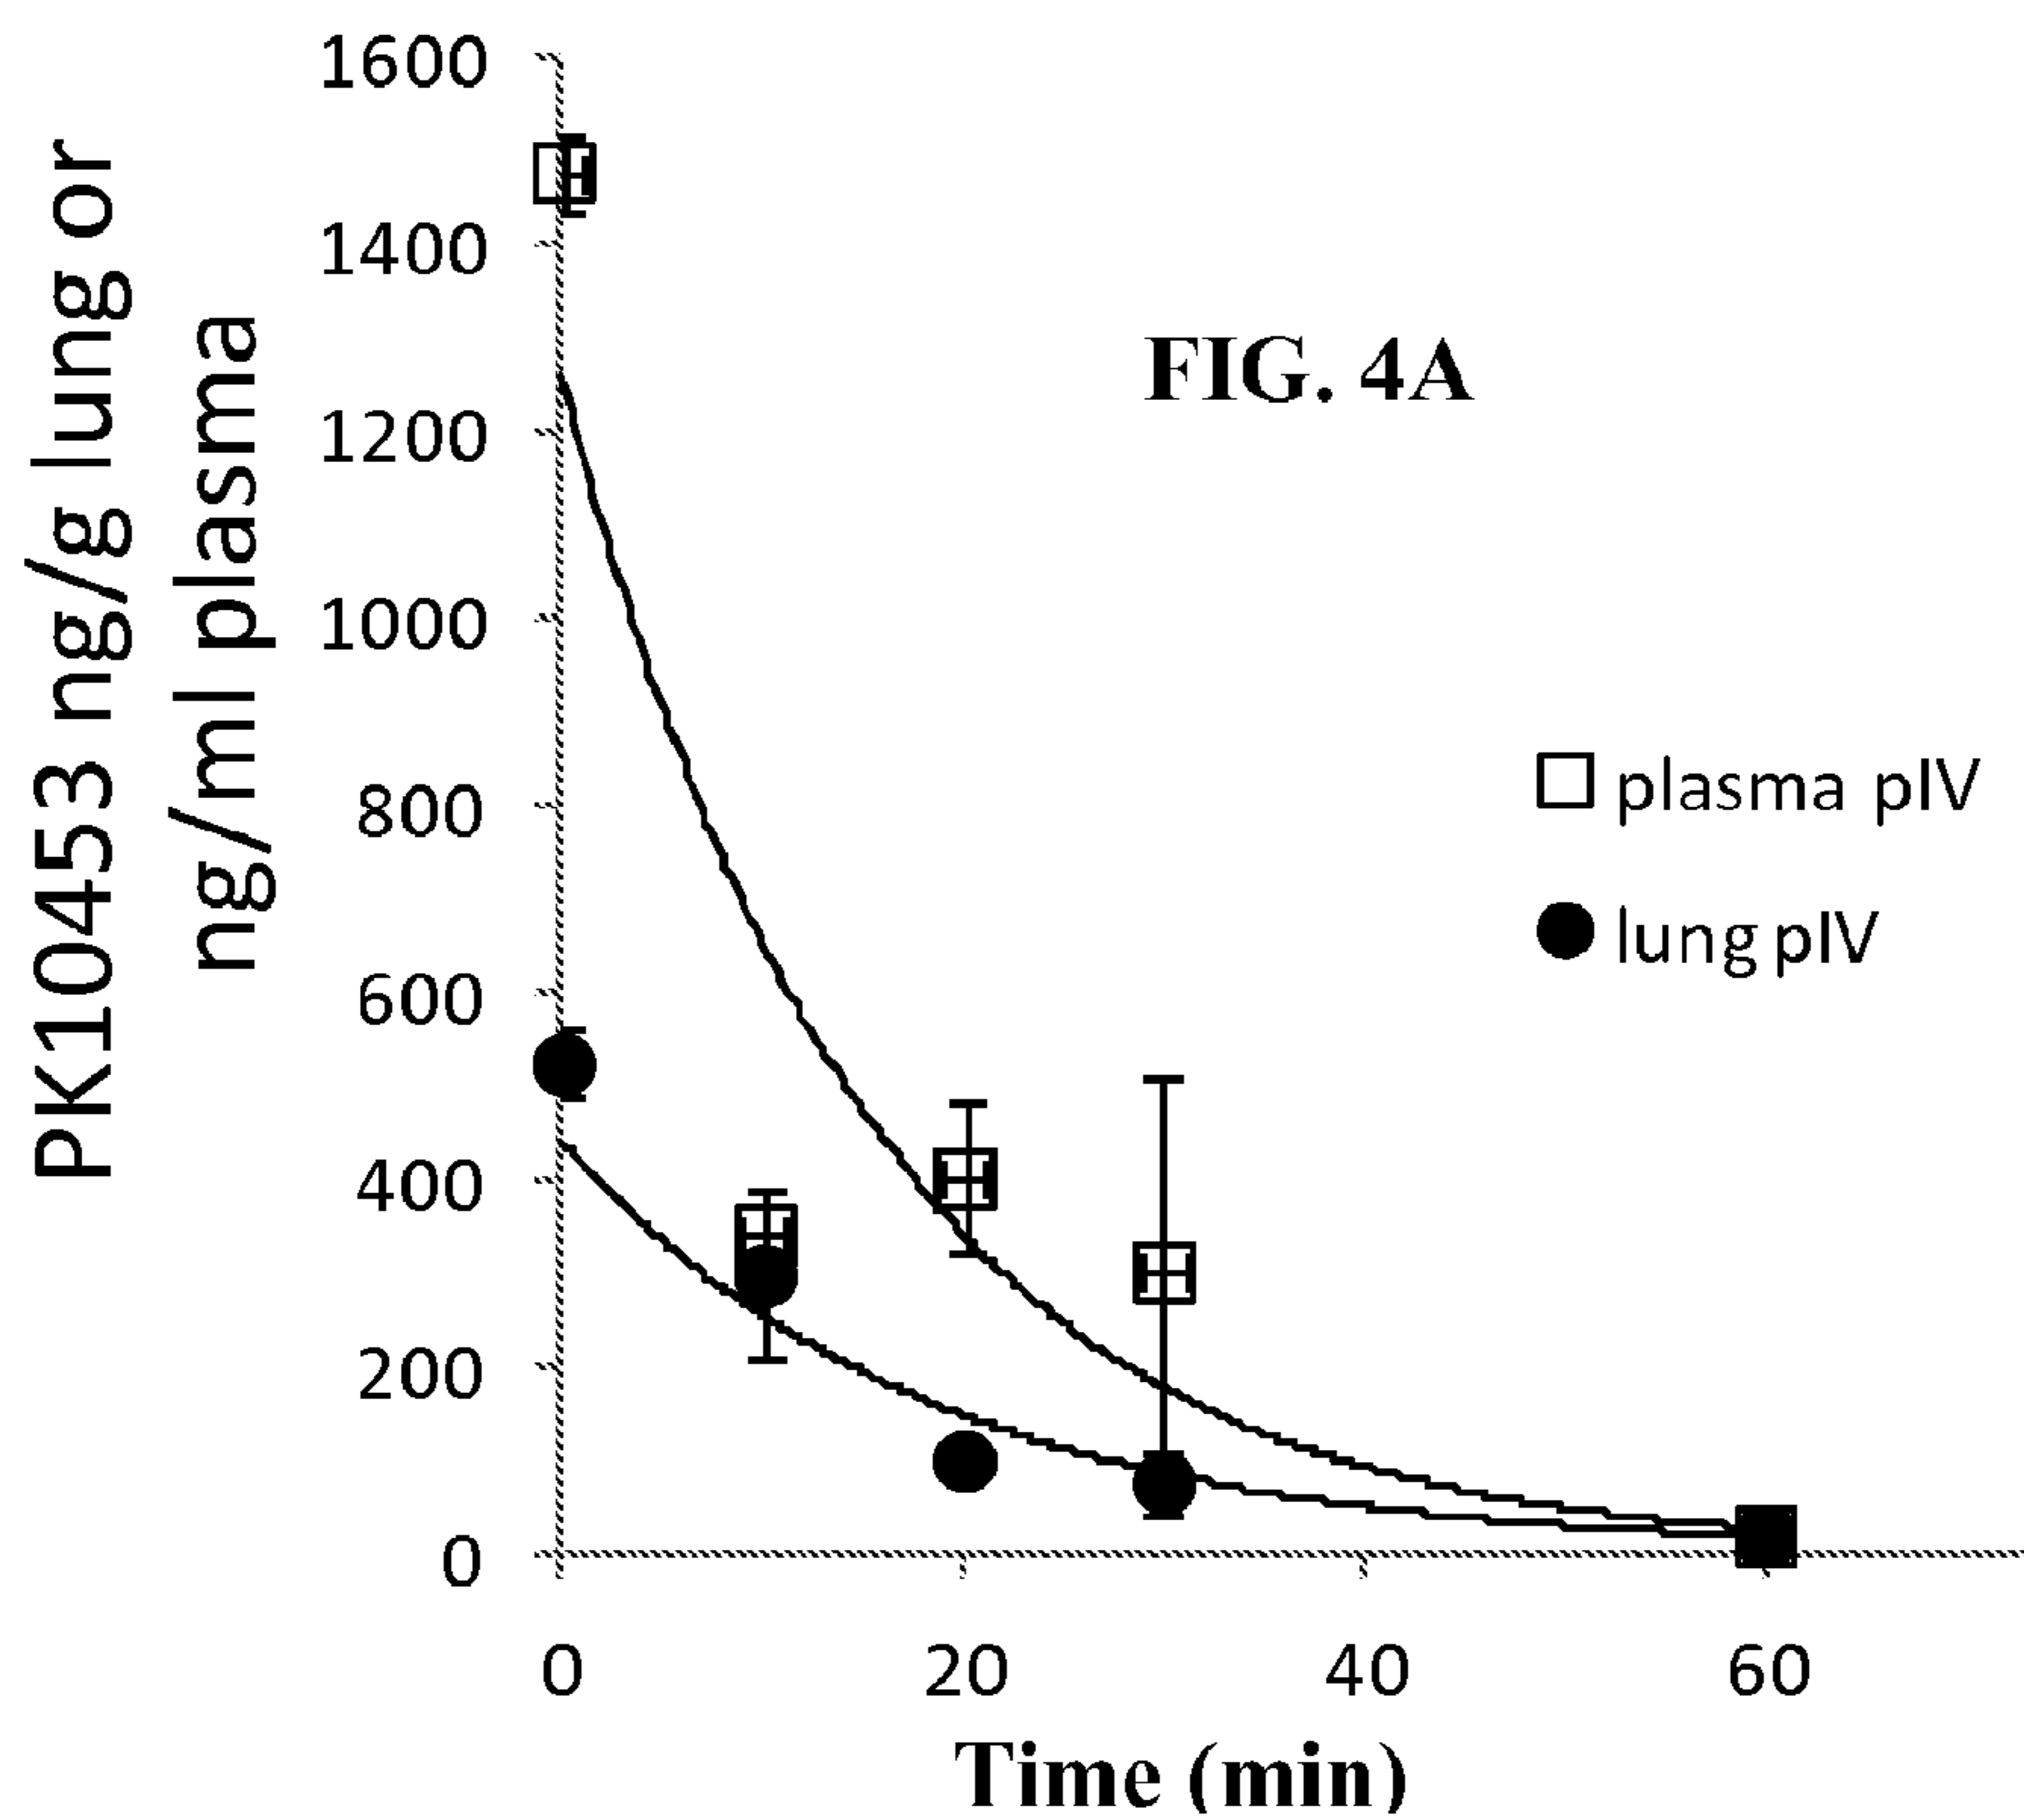 PK10453 ng/g lung or
ng/ml plasma
1600
1400
1200
1000
800
600
400
200
0
FIG. 4A
plasma pIV
lung pIV
0 20 40 60
Time (min)